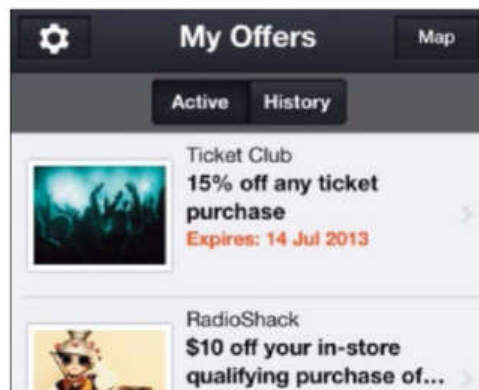 My Offers
Map
Active
History
Ticket Club
15% off any ticket
purchase
Expires: 14 Jul 2013
RadioShack
$10 off your in-store
qualifying purchase of...